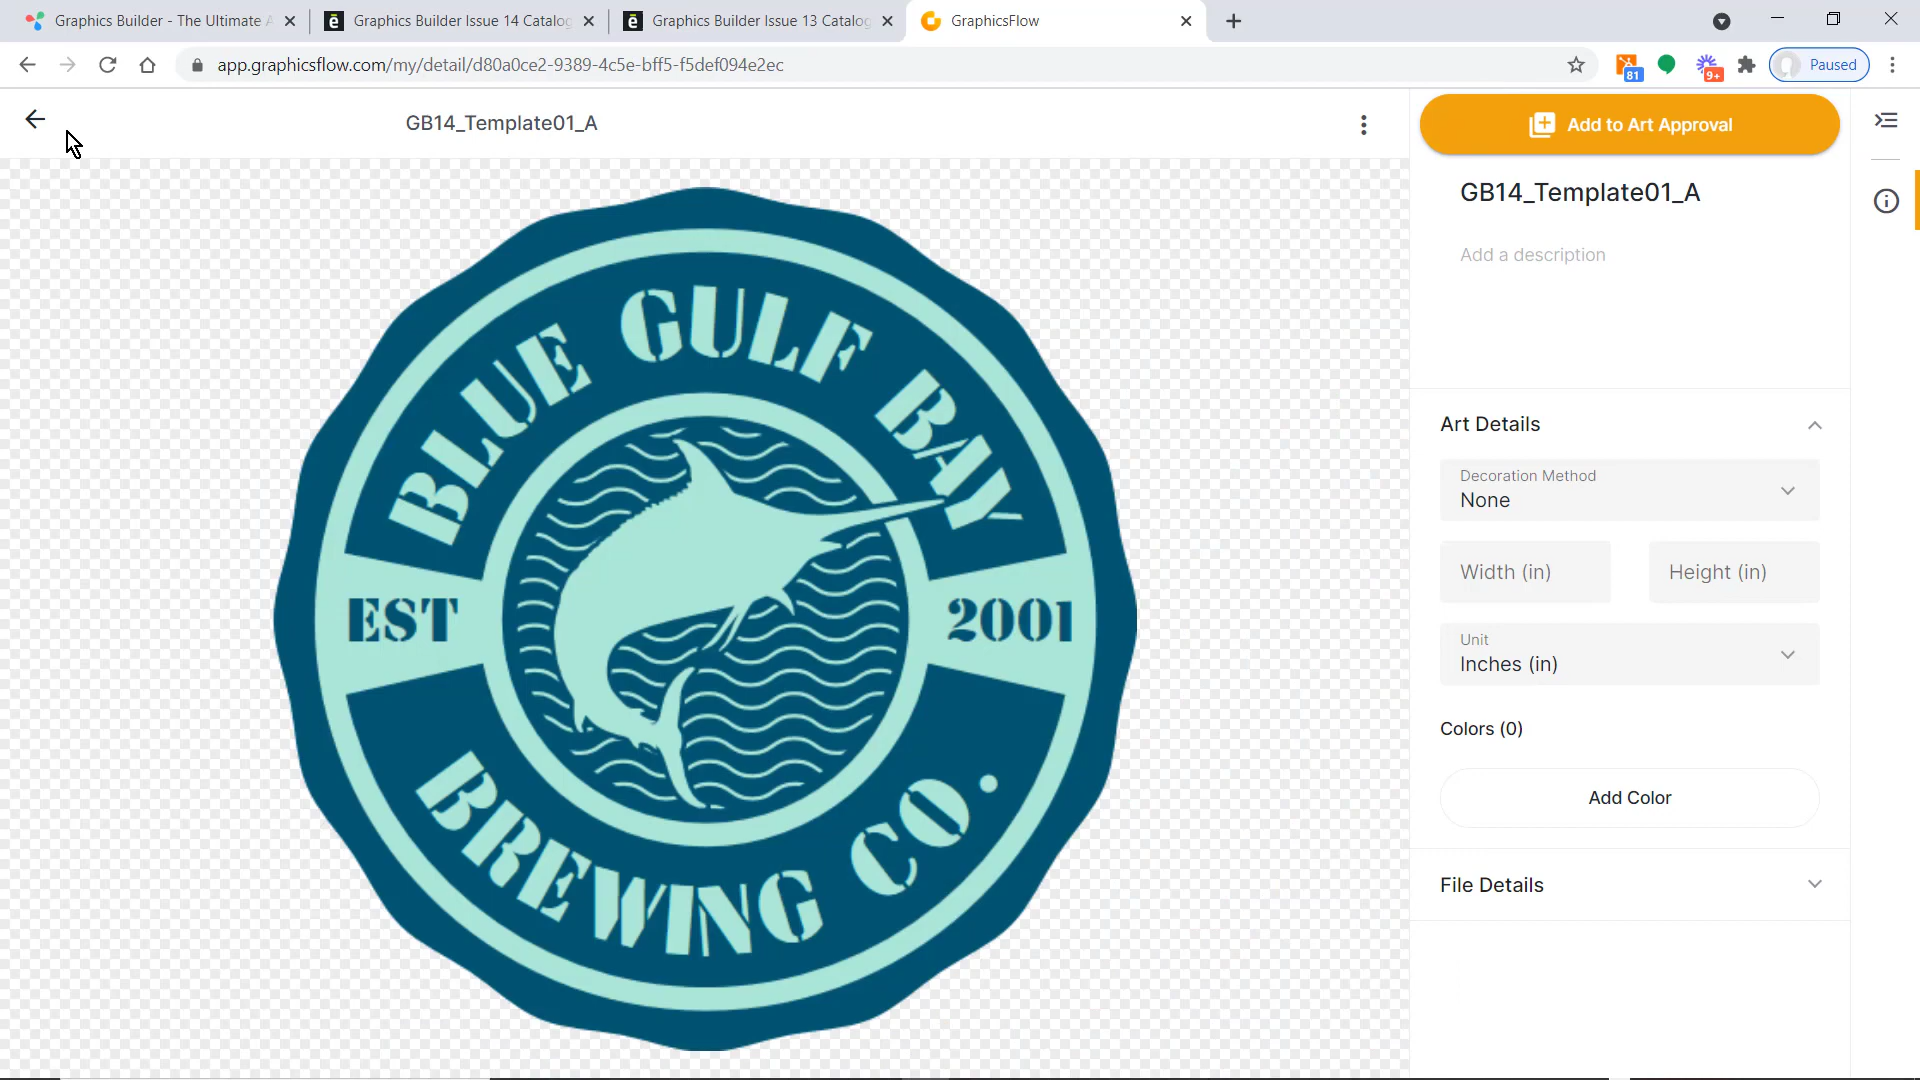 Graphics Builder - The Ultimate
Graphics Builder Issue 14 Catalog
Graphics Builder Issue 13 Catalog
GraphicsFlow
app.graphicsflow.com/my/detail/d80a0ce2-9389-4c5e-bff5-f5def094e2ec
81
9+
Paused
GB14_Template01_A
Add to Art Approval
GB14_Template01_A
Add a description
BLUE GULF BAY
EST
2001
BREWING CO.
Art Details
Decoration Method
None
Width (in)
Height (in)
Unit
Inches (in)
Colors (0)
Add Color
File Details